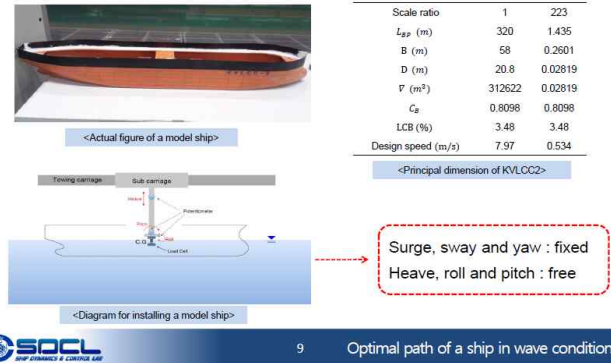 KVLCC2
<Actual figure of a model ship>
Scale ratio 1 223
L_BP (m) 320 1.435
B (m) 58 0.2601
D (m) 20.8 0.02819
∇ (m³) 312622 0.02819
C_B 0.8098 0.8098
LCB (%) 3.48 3.48
Design speed (m/s) 7.97 0.534
<Principal dimension of KVLCC2>
Towing carriage Sub carriage
Heave
Potentiometer
C.G
Load Cell
<Diagram for installing a model ship>
Surge, sway and yaw : fixed
Heave, roll and pitch : free
SDCL
SHIP DYNAMICS & CONTROL LAB
9 Optimal path of a ship in wave condition